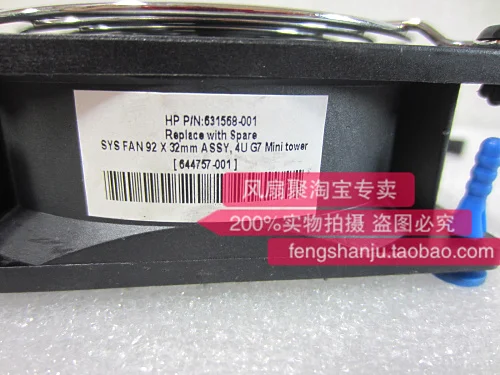 HP P/N:631568-001
Replace with Spare
SYS FAN 92 X 32mm ASSY, 4U G7 Mini tower
[ 644757-001 ]
风扇聚淘宝专卖
200%实物拍摄 盗图必究
fengshanju.taobao.com